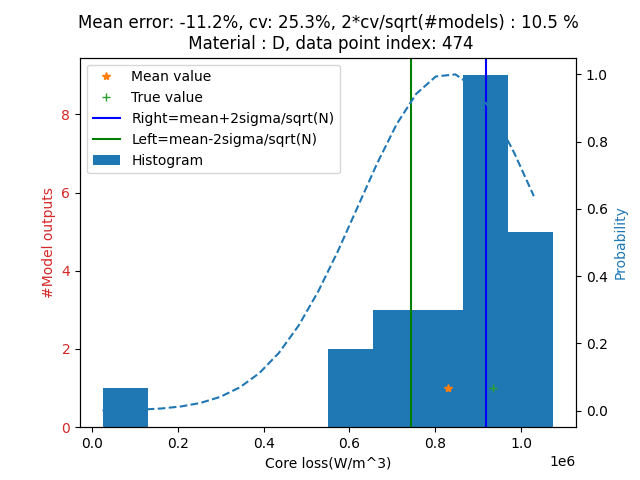 Mean error: -11.2%, cv: 25.3%, 2*cv/sqrt(#models) : 10.5 %
Material : D, data point index: 474
Mean value
True value
Right=mean+2sigma/sqrt(N)
Left=mean-2sigma/sqrt(N)
Histogram
#Model outputs
8
6
4
2
0
1.0
0.8
0.6
0.4
0.2
0.0
Probability
0.0 0.2 0.4 0.6 0.8 1.0
1e6
Core loss(W/m^3)